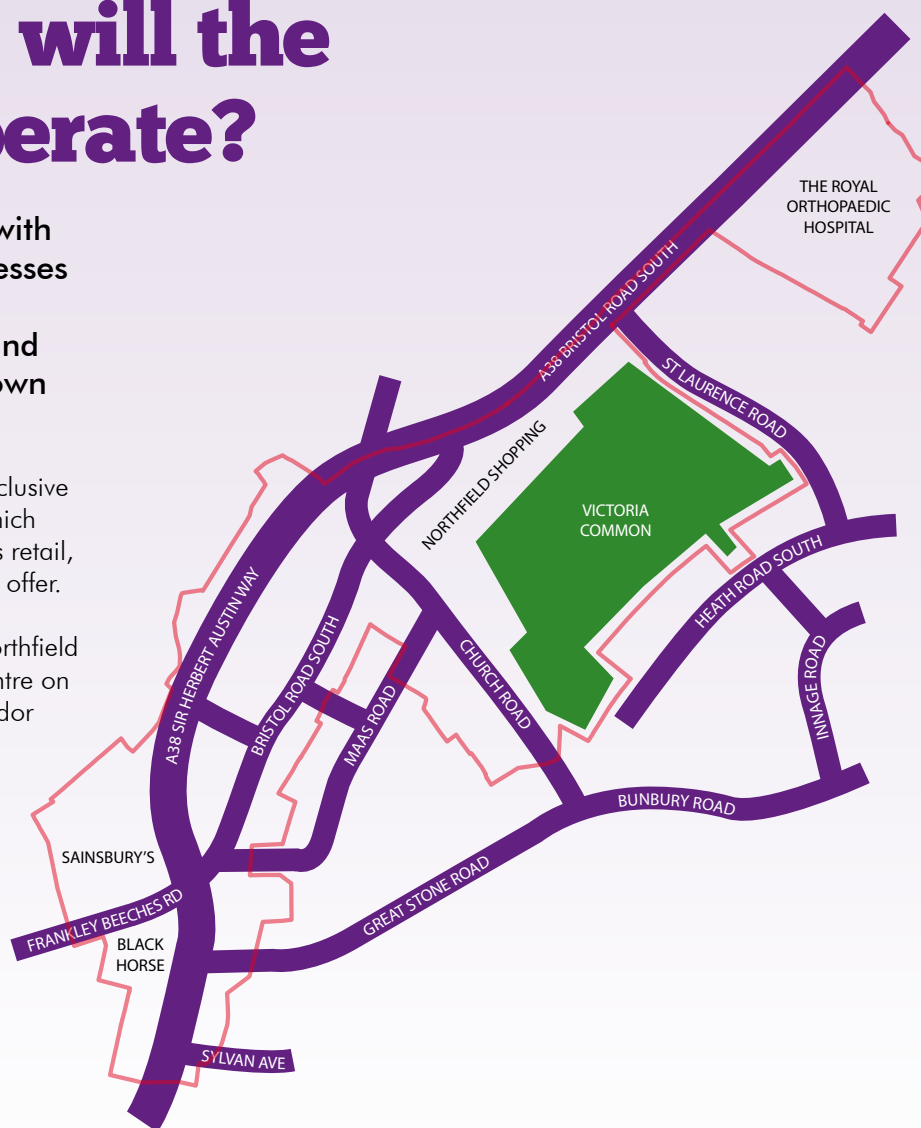 will the
perate?
with
esses
nd
own
clusive
hich
s retail,
offer.
orthfield
ntre on
dor
THE ROYAL
ORTHOPAEDIC
HOSPITAL
A38 BRISTOL ROAD SOUTH
ST LAURENCE ROAD
NORTHFIELD SHOPPING
VICTORIA
COMMON
HEATH ROAD SOUTH
A38 SIR HERBERT AUSTIN WAY
BRISTOL ROAD SOUTH
MAAS ROAD
CHURCH ROAD
INNAGE ROAD
BUNBURY ROAD
SAINSBURY'S
GREAT STONE ROAD
FRANKLEY BEECHES RD
BLACK
HORSE
SYLVAN AVE